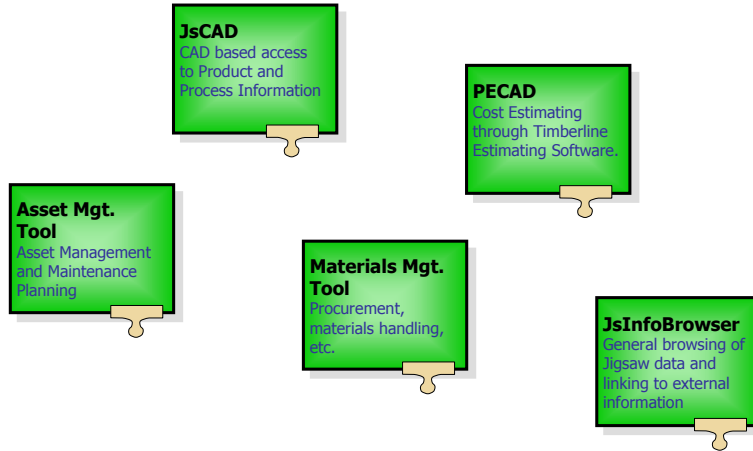 JsCAD
CAD based access
to Product and
Process Information
PECAD
Cost Estimating
through Timberline
Estimating Software.
Asset Mgt.
Tool
Asset Management
and Maintenance
Planning
Materials Mgt.
Tool
Procurement,
materials handling,
etc.
JsInfoBrowser
General browsing of
Jigsaw data and
linking to external
information